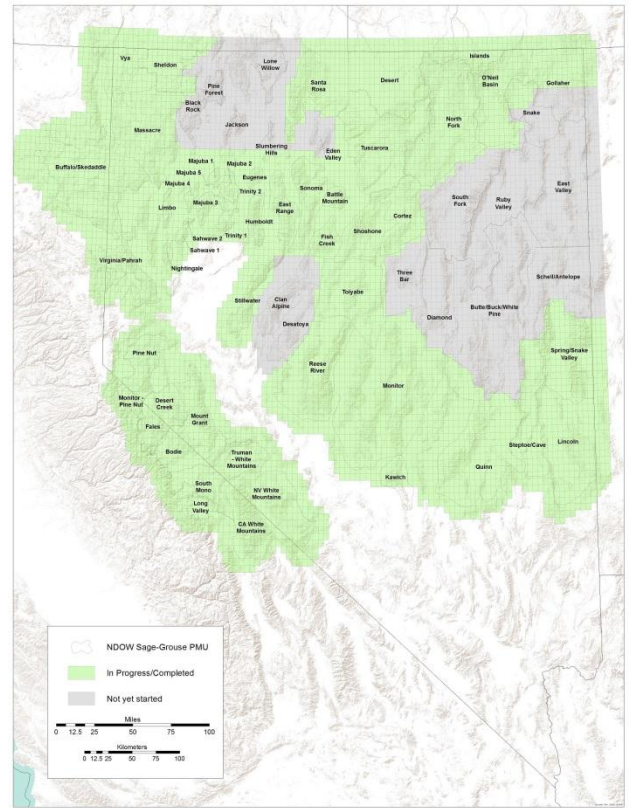 Vya
Sheldon
Lone
Willow
Pine
Forest
Black
Rock
Santa
Rosa
Desert
Islands
O'Neil
Basin
Gollaher
Massacre
Jackson
North
Fork
Snake
Slumbering
Hills
Eden
Valley
Tuscarora
Buffalo/Skedaddle
Majuba 1
Majuba 2
Majuba 5
Majuba 4
Eugenes
Trinity 2
Sonoma
Battle
Mountain
South
Fork
Ruby
Valley
East
Valley
Limbo
Majuba 3
East
Range
Humboldt
Cortez
Shoshone
Sahwave 2
Trinity 1
Fish
Creek
Sahwave 1
Virginia/Pahrah
Nightingale
Three
Bar
Schell/Antelope
Stillwater
Clan
Alpine
Toiyabe
Desatoya
Diamond
Butte/Buck/White
Pine
Pine Nut
Reese
River
Spring/Snake
Valley
Monitor
Monitor -
Pine Nut
Desert
Creek
Mount
Grant
Fales
Bodie
Truman
- White
Mountains
Steptoe/Cave
Lincoln
Quinn
Kawich
South
Mono
NV White
Mountains
Long
Valley
CA White
Mountains
NDOW Sage-Grouse PMU
In Progress/Completed
Not yet started
Miles
0 12.5 25 50 75 100
Kilometers
0 12.5 25 50 75 100